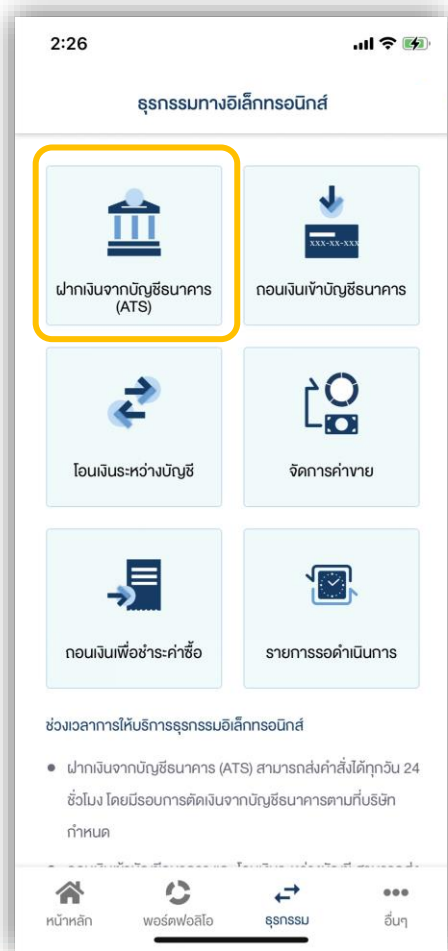 2:26
ธุรกรรมทางอิเล็กทรอนิกส์
ฝากเงินจากบัญชีธนาคาร
(ATS)
XXX-XX-XXX
ถอนเงินเข้าบัญชีธนาคาร
โอนเงินระหว่างบัญชี
จัดการค่าขาย
ถอนเงินเพื่อชำระค่าซื้อ
รายการรอดำเนินการ
ช่วงเวลาการให้บริการธุรกรรมอิเล็กทรอนิกส์
ฝากเงินจากบัญชีธนาคาร (ATS) สามารถส่งคำสั่งได้ทุกวัน 24
ชั่วโมง โดยมีรอบการตัดเงินจากบัญชีธนาคารตามที่บริษัท
กำหนด
หน้าหลัก
พอร์ตฟอลิโอ
ธุรกรรม
อื่นๆ